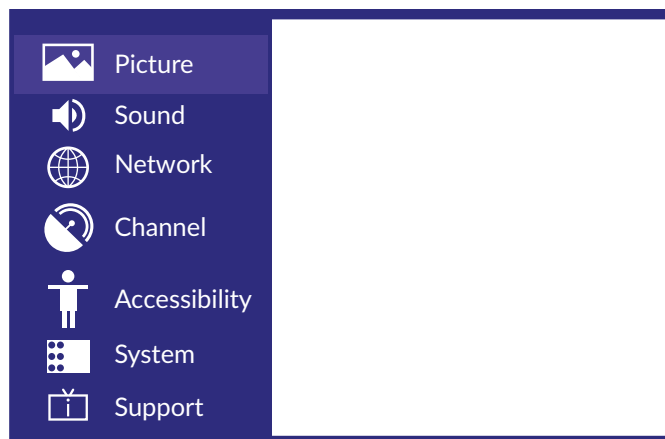 Picture
Sound
Network
Channel
Accessibility
System
Support